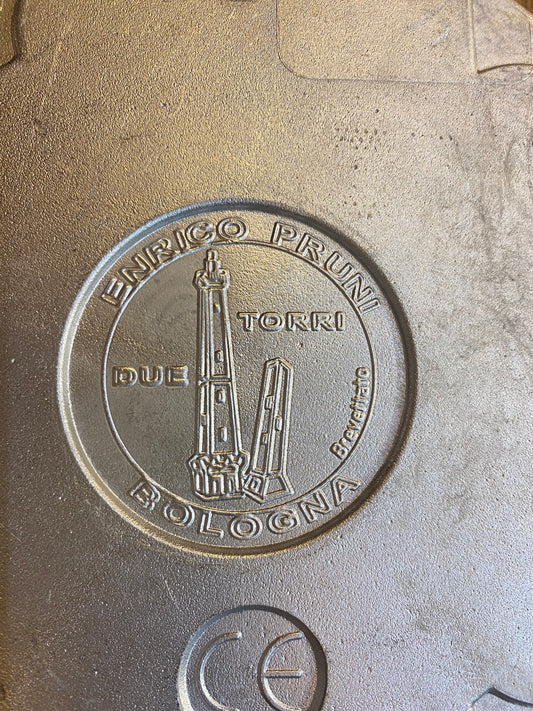 ENRICO PRUNI
DUE TORRI
Brevettato
BOLOGNA
CE